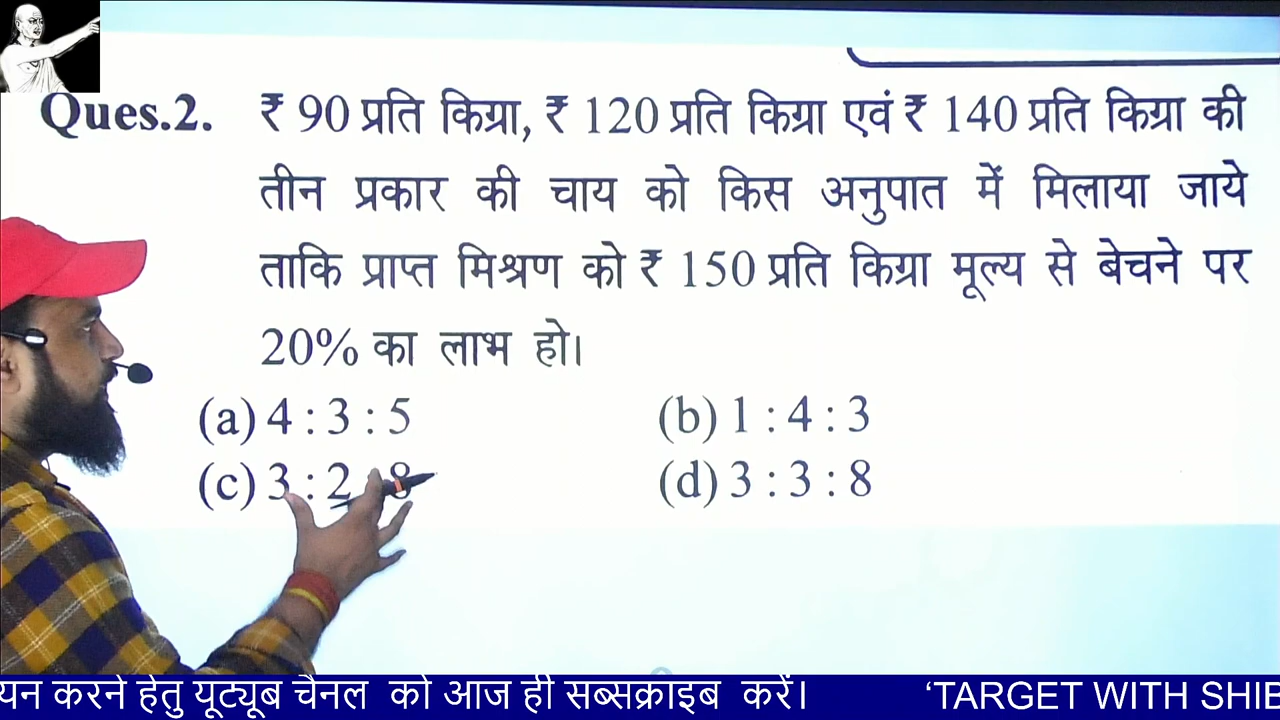 Ques.2. ₹ 90 प्रति किग्रा, ₹ 120 प्रति किग्रा एवं ₹ 140 प्रति किग्रा की
तीन प्रकार की चाय को किस अनुपात में मिलाया जाये
ताकि प्राप्त मिश्रण को ₹ 150 प्रति किग्रा मूल्य से बेचने पर
20% का लाभ हो।
(a) 4 : 3 : 5 (b) 1 : 4 : 3
(c) 3 : 2 : 8 (d) 3 : 3 : 8
करने हेतु यूट्यूब चैनल को आज ही सब्सक्राइब करें। ‘TARGET WITH